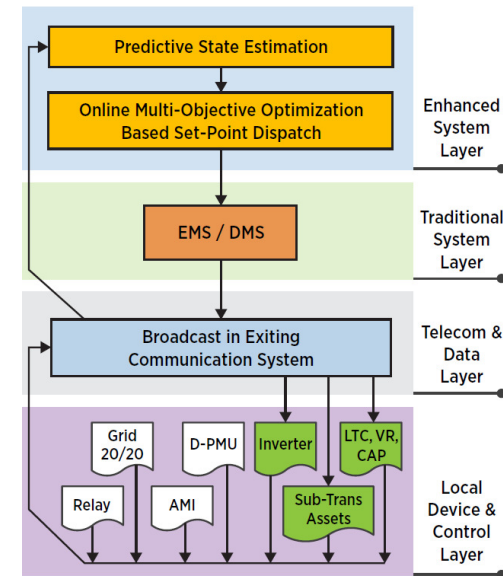 Predictive State Estimation
Online Multi-Objective Optimization
Based Set-Point Dispatch
Enhanced
System
Layer
EMS / DMS
Traditional
System
Layer
Broadcast in Exiting
Communication System
Telecom &
Data
Layer
Grid
20/20
D-PMU
Inverter
LTC, VR,
CAP
Relay
AMI
Sub-Trans
Assets
Local
Device &
Control
Layer